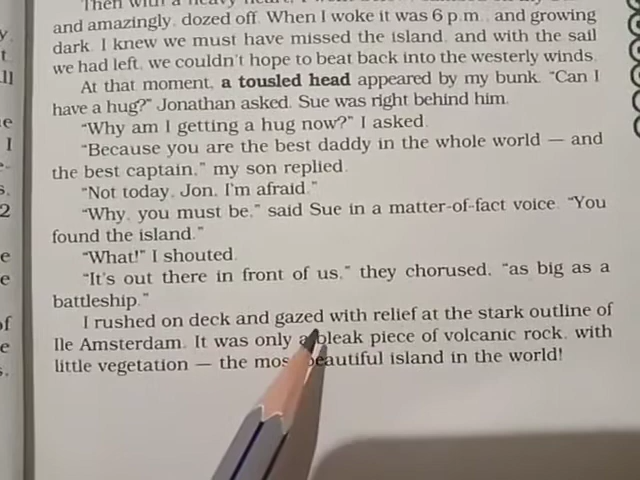 Then with a heavy heart, I
and amazingly, dozed off. When I woke it was 6 p.m., and growing
dark. I knew we must have missed the island, and with the sail
we had left, we couldn't hope to beat back into the westerly winds.
At that moment, a tousled head appeared by my bunk. "Can I
have a hug?" Jonathan asked. Sue was right behind him.
"Why am I getting a hug now?" I asked.
"Because you are the best daddy in the whole world — and
the best captain," my son replied.
"Not today, Jon, I'm afraid."
"Why, you must be," said Sue in a matter-of-fact voice. "You
found the island."
"What!" I shouted.
"It's out there in front of us," they chorused, "as big as a
battleship."
I rushed on deck and gazed with relief at the stark outline of
Ile Amsterdam. It was only a bleak piece of volcanic rock, with
little vegetation — the most beautiful island in the world!